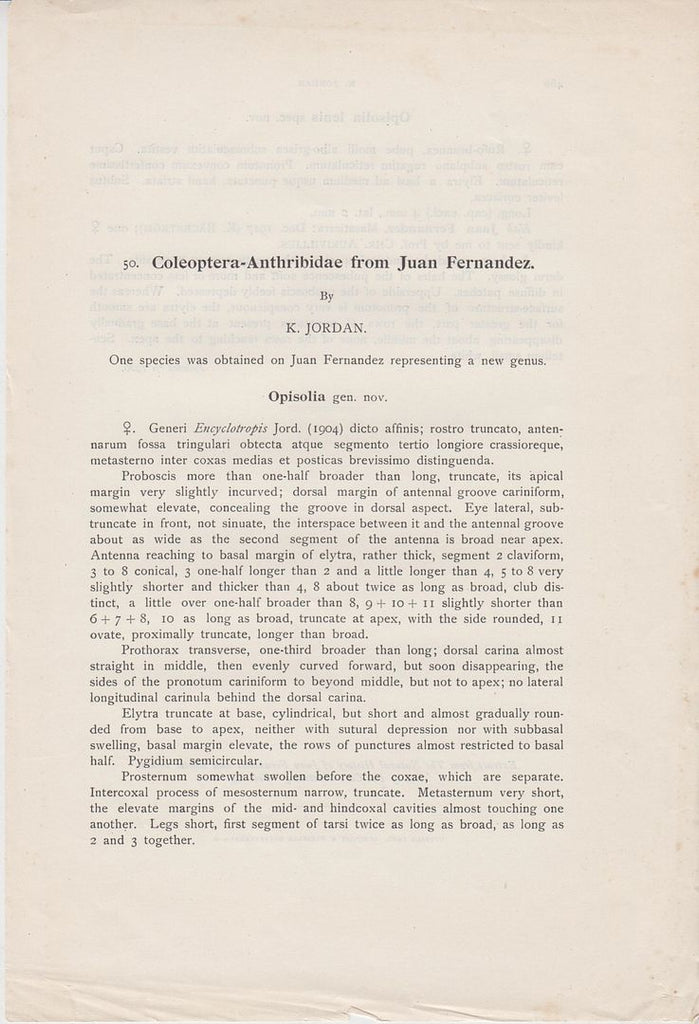 50. Coleoptera-Anthribidae from Juan Fernandez.
By
K. JORDAN.
One species was obtained on Juan Fernandez representing a new genus.
Opisolia gen. nov.
♀. Generi Encyclotropis Jord. (1904) dicto affinis; rostro truncato, anten-
narum fossa tringulari obtecta atque segmento tertio longiore crassioreque,
metasterno inter coxas medias et posticas brevissimo distinguenda.
Proboscis more than one-half broader than long, truncate, its apical
margin very slightly incurved; dorsal margin of antennal groove cariniform,
somewhat elevate, concealing the groove in dorsal aspect. Eye lateral, sub-
truncate in front, not sinuate, the interspace between it and the antennal groove
about as wide as the second segment of the antenna is broad near apex.
Antenna reaching to basal margin of elytra, rather thick, segment 2 claviform,
3 to 8 conical, 3 one-half longer than 2 and a little longer than 4, 5 to 8 very
slightly shorter and thicker than 4, 8 about twice as long as broad, club dis-
tinct, a little over one-half broader than 8, 9 + 10 + 11 slightly shorter than
6 + 7 + 8, 10 as long as broad, truncate at apex, with the side rounded, 11
ovate, proximally truncate, longer than broad.
Prothorax transverse, one-third broader than long; dorsal carina almost
straight in middle, then evenly curved forward, but soon disappearing, the
sides of the pronotum cariniform to beyond middle, but not to apex; no lateral
longitudinal carinula behind the dorsal carina.
Elytra truncate at base, cylindrical, but short and almost gradually roun-
ded from base to apex, neither with sutural depression nor with subbasal
swelling, basal margin elevate, the rows of punctures almost restricted to basal
half. Pygidium semicircular.
Prosternum somewhat swollen before the coxae, which are separate.
Intercoxal process of mesosternum narrow, truncate. Metasternum very short,
the elevate margins of the mid- and hindcoxal cavities almost touching one
another. Legs short, first segment of tarsi twice as long as broad, as long as
2 and 3 together.